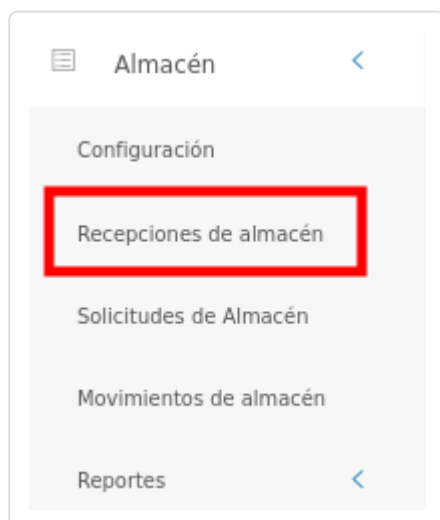 Almacén
Configuración
Recepciones de almacén
Solicitudes de Almacén
Movimientos de almacén
Reportes